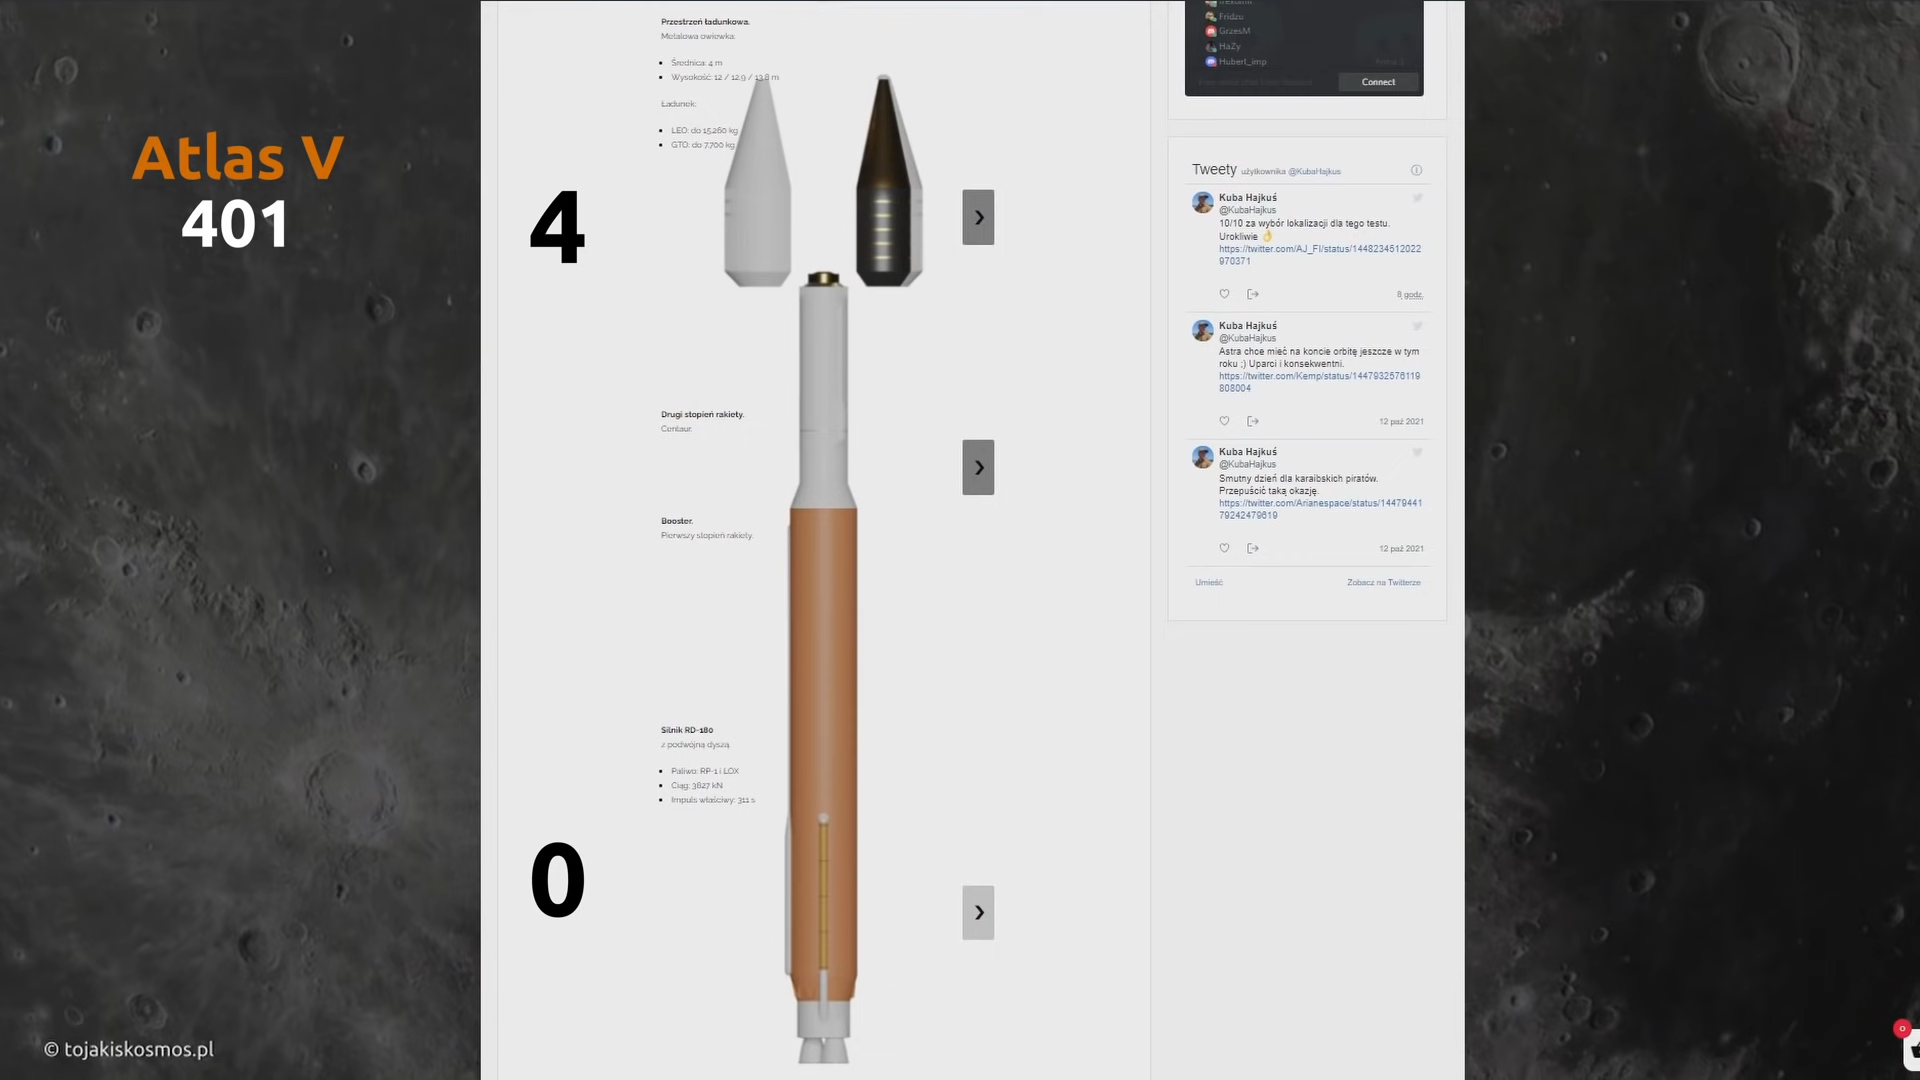 Atlas V
401
4
0
Przestrzeń ładunkowa.
Metalowa owiewka:
Średnica: 4 m
Wysokość: 12 / 12,9 / 13,8 m
Ładunek:
LEO: do 15,260 kg
GTO: do 7,700 kg
Drugi stopień rakiety.
Centaur.
Booster.
Pierwszy stopień rakiety.
Silnik RD-180
z podwójną dyszą.
Paliwo: RP-1 i LOX
Ciąg: 3827 kN
Impuls właściwy: 311 s
Fridzu
GrzesM
HaZy
Hubert_imp
Connect
Tweety użytkownika @KubaHajkus
Kuba Hajkuś
@KubaHajkus
10/10 za wybór lokalizacji dla tego testu.
Urokliwie 👌
https://twitter.com/AJ_FI/status/1448234512022
970371
8 godz.
Kuba Hajkuś
@KubaHajkus
Astra chce mieć na koncie orbitę jeszcze w tym
roku ;) Uparci i konsekwentni.
https://twitter.com/Kemp/status/1447932576119
808004
12 paź 2021
Kuba Hajkuś
@KubaHajkus
Smutny dzień dla karaibskich piratów.
Przepuścić taką okazję.
https://twitter.com/Arianespace/status/14479441
79242479619
12 paź 2021
Umieść
Zobacz na Twitterze
0
© tojakiskosmos.pl